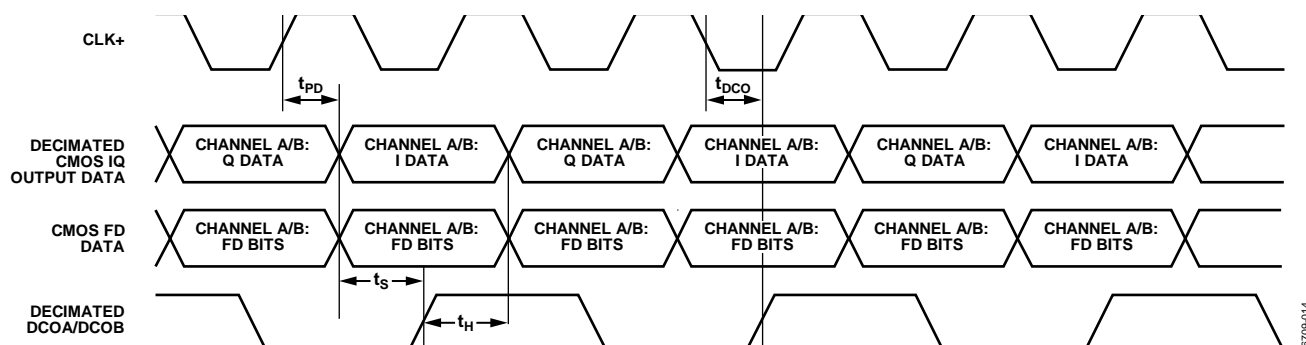 CLK+
tPD
tDCO
DECIMATED
CMOS IQ
OUTPUT DATA
CHANNEL A/B:
Q DATA
CHANNEL A/B:
I DATA
CHANNEL A/B:
Q DATA
CHANNEL A/B:
I DATA
CHANNEL A/B:
Q DATA
CHANNEL A/B:
I DATA
CMOS FD
DATA
CHANNEL A/B:
FD BITS
CHANNEL A/B:
FD BITS
CHANNEL A/B:
FD BITS
CHANNEL A/B:
FD BITS
CHANNEL A/B:
FD BITS
CHANNEL A/B:
FD BITS
tS
DECIMATED
DCOA/DCOB
tH